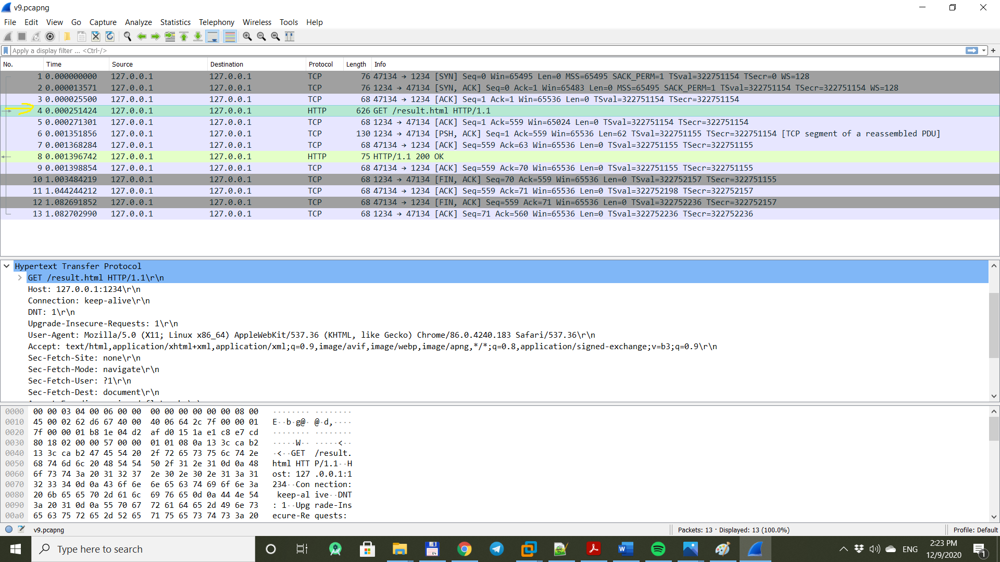 v9.pcapng
File Edit View Go Capture Analyze Statistics Telephony Wireless Tools Help
Apply a display filter ... <Ctrl-/>
No. Time Source Destination Protocol Length Info
1 0.000000000 127.0.0.1 127.0.0.1 TCP 76 47134 → 1234 [SYN] Seq=0 Win=65495 Len=0 MSS=65495 SACK_PERM=1 TSval=322751154 TSecr=0 WS=128
2 0.000013571 127.0.0.1 127.0.0.1 TCP 76 1234 → 47134 [SYN, ACK] Seq=0 Ack=1 Win=65483 Len=0 MSS=65495 SACK_PERM=1 TSval=322751154 TSecr=322751154 WS=128
3 0.000025500 127.0.0.1 127.0.0.1 TCP 68 47134 → 1234 [ACK] Seq=1 Ack=1 Win=65536 Len=0 TSval=322751154 TSecr=322751154
4 0.000251424 127.0.0.1 127.0.0.1 HTTP 626 GET /result.html HTTP/1.1
5 0.000271301 127.0.0.1 127.0.0.1 TCP 68 1234 → 47134 [ACK] Seq=1 Ack=559 Win=65024 Len=0 TSval=322751154 TSecr=322751154
6 0.001351856 127.0.0.1 127.0.0.1 TCP 130 1234 → 47134 [PSH, ACK] Seq=1 Ack=559 Win=65536 Len=62 TSval=322751155 TSecr=322751154 [TCP segment of a reassembled PDU]
7 0.001368284 127.0.0.1 127.0.0.1 TCP 68 47134 → 1234 [ACK] Seq=559 Ack=63 Win=65536 Len=0 TSval=322751155 TSecr=322751155
8 0.001396742 127.0.0.1 127.0.0.1 HTTP 75 HTTP/1.1 200 OK
9 0.001398854 127.0.0.1 127.0.0.1 TCP 68 47134 → 1234 [ACK] Seq=559 Ack=70 Win=65536 Len=0 TSval=322751155 TSecr=322751155
10 1.003484219 127.0.0.1 127.0.0.1 TCP 68 1234 → 47134 [FIN, ACK] Seq=70 Ack=559 Win=65536 Len=0 TSval=322752157 TSecr=322751155
11 1.044244212 127.0.0.1 127.0.0.1 TCP 68 47134 → 1234 [ACK] Seq=559 Ack=71 Win=65536 Len=0 TSval=322752198 TSecr=322752157
12 1.082691852 127.0.0.1 127.0.0.1 TCP 68 47134 → 1234 [FIN, ACK] Seq=559 Ack=71 Win=65536 Len=0 TSval=322752236 TSecr=322752157
13 1.082702990 127.0.0.1 127.0.0.1 TCP 68 1234 → 47134 [ACK] Seq=71 Ack=560 Win=65536 Len=0 TSval=322752236 TSecr=322752236
Hypertext Transfer Protocol
GET /result.html HTTP/1.1\r\n
Host: 127.0.0.1:1234\r\n
Connection: keep-alive\r\n
DNT: 1\r\n
Upgrade-Insecure-Requests: 1\r\n
User-Agent: Mozilla/5.0 (X11; Linux x86_64) AppleWebKit/537.36 (KHTML, like Gecko) Chrome/86.0.4240.183 Safari/537.36\r\n
Accept: text/html,application/xhtml+xml,application/xml;q=0.9,image/avif,image/webp,image/apng,*/*;q=0.8,application/signed-exchange;v=b3;q=0.9\r\n
Sec-Fetch-Site: none\r\n
Sec-Fetch-Mode: navigate\r\n
Sec-Fetch-User: ?1\r\n
Sec-Fetch-Dest: document\r\n
0000 00 00 03 04 00 06 00 00 00 00 00 00 00 00 08 00 ········ ········
0010 45 00 02 62 d6 67 40 00 40 06 64 2c 7f 00 00 01 E··b·g@· @·d,····
0020 7f 00 00 01 b8 1e 04 d2 af d0 15 1a e1 c8 e7 cd ········ ········
0030 80 18 02 00 00 57 00 00 01 01 08 0a 13 3c ca b2 ·····W·· ·····<··
0040 13 3c ca b2 47 45 54 20 2f 72 65 73 75 6c 74 2e ·<··GET /result.
0050 68 74 6d 6c 20 48 54 54 50 2f 31 2e 31 0d 0a 48 html HTT P/1.1··H
0060 6f 73 74 3a 20 31 32 37 2e 30 2e 30 2e 31 3a 31 ost: 127 .0.0.1:1
0070 32 33 34 0d 0a 43 6f 6e 6e 65 63 74 69 6f 6e 3a 234··Con nection:
0080 20 6b 65 65 70 2d 61 6c 69 76 65 0d 0a 44 4e 54 keep-al ive··DNT
0090 3a 20 31 0d 0a 55 70 67 72 61 64 65 2d 49 6e 73 : 1··Upg rade-Ins
00a0 65 63 75 72 65 2d 52 65 71 75 65 73 74 73 3a 20 ecure-Re quests:
v9.pcapng Packets: 13 · Displayed: 13 (100.0%) Profile: Default
Type here to search
64
W
ENG
2:23 PM
12/9/2020
1